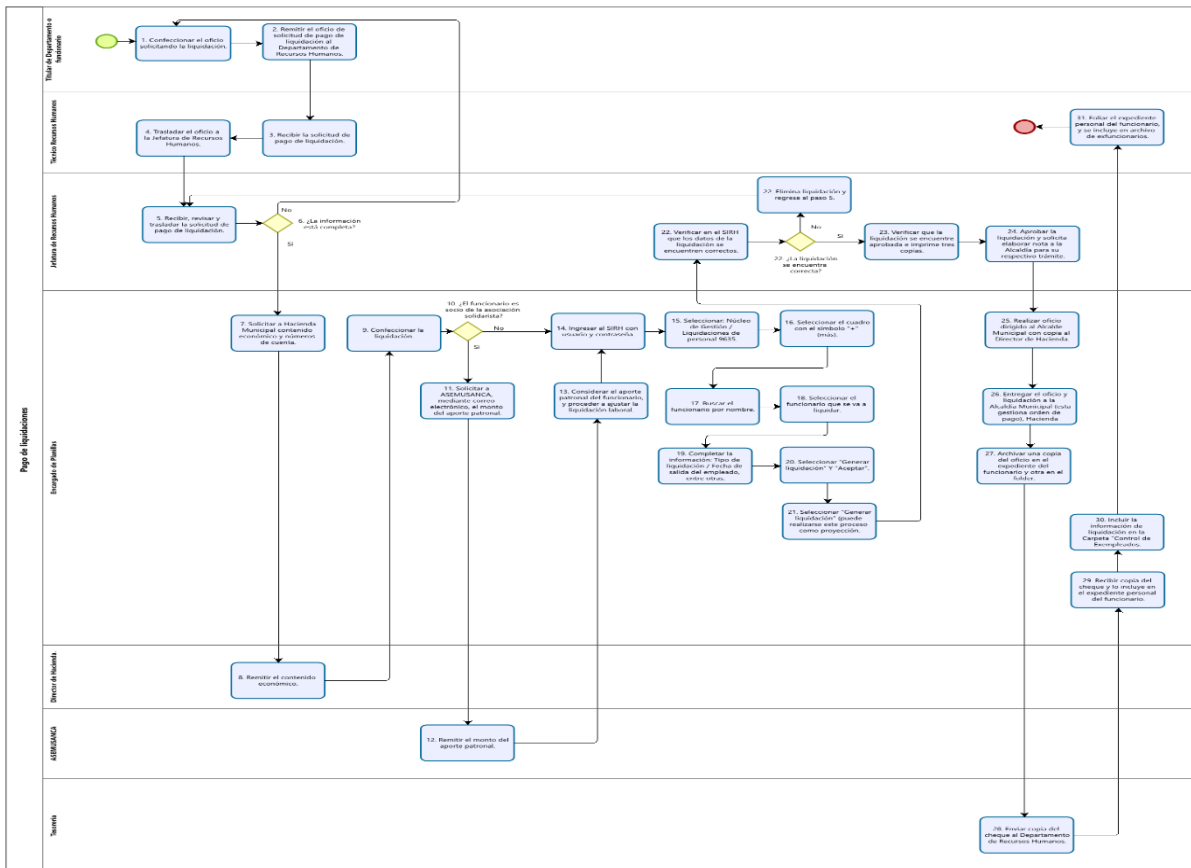 Pago de liquidaciones
Titular de Departamento o
funcionario
1. Confeccionar el oficio
solicitando la liquidación.
2. Remitir el oficio de
solicitud de pago de
liquidación al
Departamento de
Recursos Humanos.
Técnico Recursos Humanos
4. Trasladar el oficio a
la Jefatura de Recursos
Humanos.
3. Recibir la solicitud de
pago de liquidación.
31. Foliar el expediente
personal del funcionario,
y se incluye en archivo
de exfuncionarios.
Jefatura de Recursos Humanos
5. Recibir, revisar y
trasladar la solicitud de
pago de liquidación.
No
6. ¿La información
está completa?
Si
22. Verificar en el SIRH
que los datos de la
liquidación se
encuentren correctos.
22. Elimina liquidación y
regresa al paso 5.
No
Si
22. ¿La liquidación
se encuentra
correcta?
23. Verificar que la
liquidación se encuentre
aprobada e imprime tres
copias.
24. Aprobar la
liquidación y solicita
elaborar nota a la
Alcaldía para su
respectivo trámite.
Encargado de Planillas
7. Solicitar a Hacienda
Municipal contenido
económico y números
de cuenta.
9. Confeccionar la
liquidación.
10. ¿El funcionario es
socio de la asociación
solidarista?
No
Si
11. Solicitar a
ASEMUSANCA,
mediante correo
electrónico, el monto
del aporte patronal.
14. Ingresar el SIRH con
usuario y contraseña
13. Considerar el aporte
patronal del funcionario,
y proceder a ajustar la
liquidación laboral.
15. Seleccionar: Núcleo
de Gestión /
Liquidaciones de
personal 9635.
16. Seleccionar el cuadro
con el símbolo "+"
(más).
17. Buscar el
funcionario por nombre.
18. Seleccionar el
funcionario que se va a
liquidar.
19. Completar la
información: Tipo de
liquidación / Fecha de
salida del empleado,
entre otras.
20. Seleccionar "Generar
liquidación" Y "Aceptar".
21. Seleccionar "Generar
liquidación" (puede
realizarse este proceso
como proyección.
25. Realizar oficio
dirigido al Alcalde
Municipal con copia al
Director de Hacienda.
26. Entregar el oficio y
liquidación a la
Alcaldía Municipal (esta
gestiona orden de
pago), Hacienda
27. Archivar una copia
del oficio en el
expediente del
funcionario y otra en el
folder.
30. Incluir la
información de
liquidación en la
Carpeta "Control de
Exempleados.
29. Recibir copia del
cheque y lo incluye en
el expediente personal
del funcionario.
Director de Hacienda
8. Remitir el contenido
económico.
ASEMUSANCA
12. Remitir el monto del
aporte patronal.
Tesorería
28. Enviar copia del
cheque al Departamento
de Recursos Humanos.